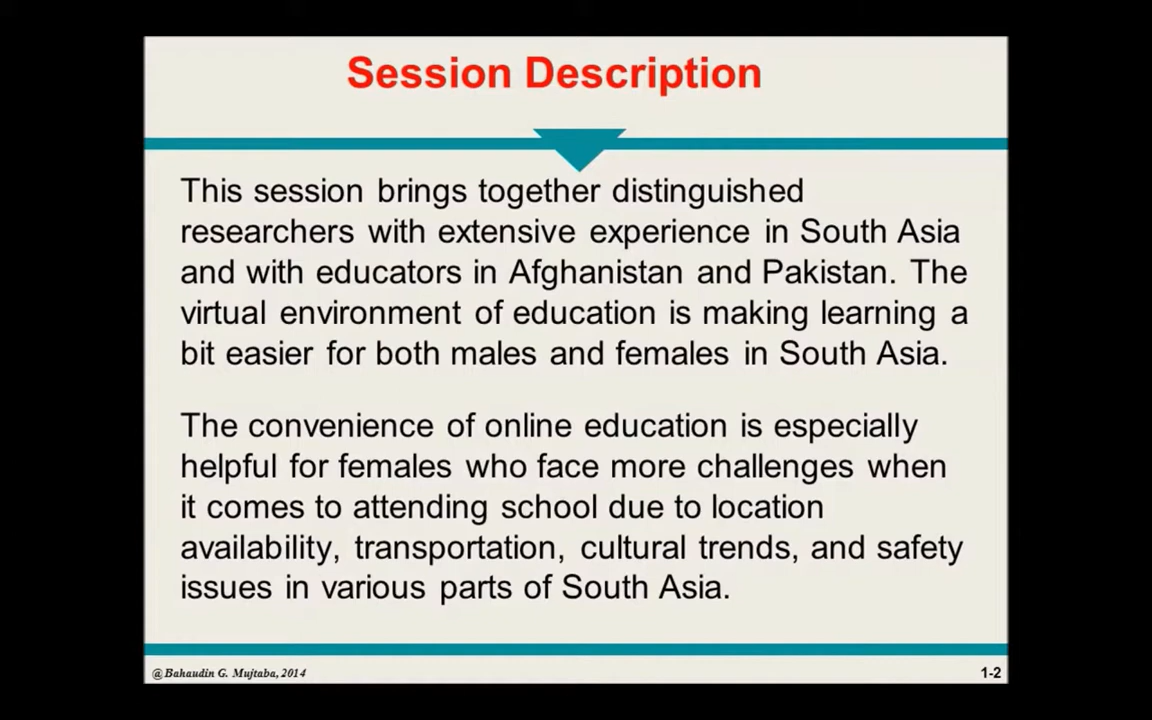 Session Description
This session brings together distinguished
researchers with extensive experience in South Asia
and with educators in Afghanistan and Pakistan. The
virtual environment of education is making learning a
bit easier for both males and females in South Asia.
The convenience of online education is especially
helpful for females who face more challenges when
it comes to attending school due to location
availability, transportation, cultural trends, and safety
issues in various parts of South Asia.
@Bahaudin G. Mujtaba, 2014
1-2